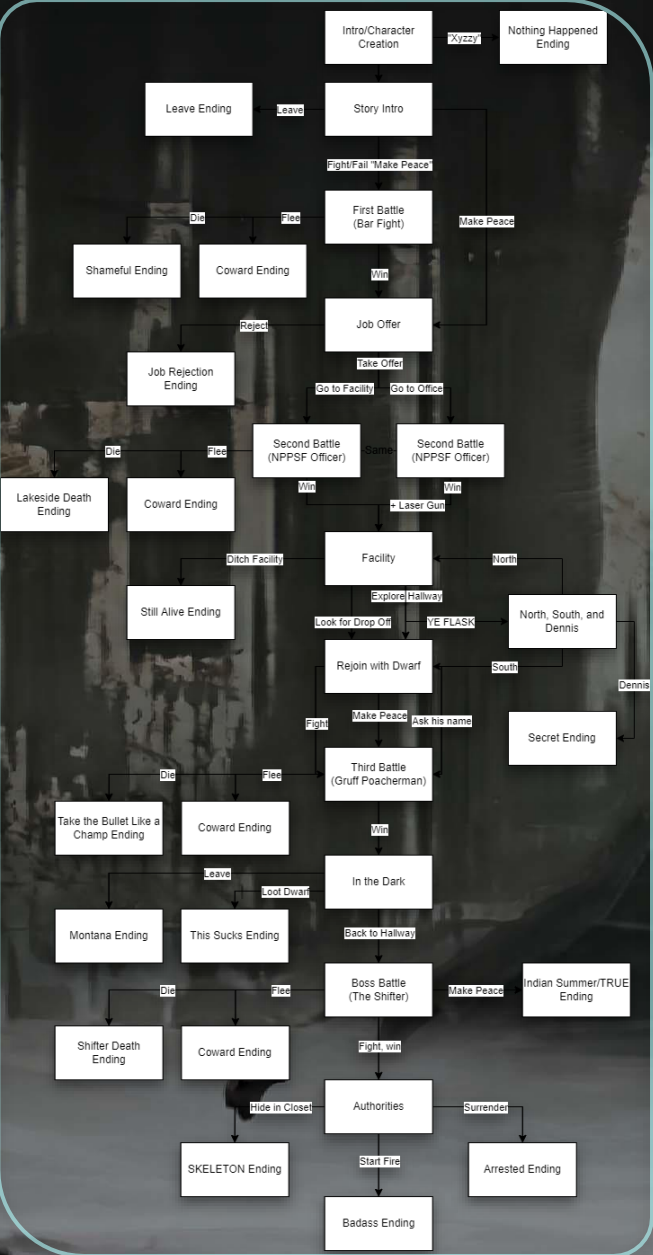 Intro/Character
Creation
"Xyzzy"
Nothing Happened
Ending
Leave Ending
Leave
Story Intro
Fight/Fail "Make Peace"
Make Peace
First Battle
(Bar Fight)
Die
Flee
Shameful Ending
Coward Ending
Win
Job Offer
Reject
Job Rejection
Ending
Take Offer
Go to Facility
Go to Office
Second Battle
(NPPSF Officer)
Same
Second Battle
(NPPSF Officer)
Die
Flee
Lakeside Death
Ending
Coward Ending
Win
Win
+ Laser Gun
Facility
Ditch Facility
North
Still Alive Ending
Explore Hallway
Look for Drop Off
YE FLASK
North, South, and
Dennis
Rejoin with Dwarf
South
Dennis
Fight
Make Peace
Ask his name
Secret Ending
Third Battle
(Gruff Poacherman)
Die
Flee
Take the Bullet Like a
Champ Ending
Coward Ending
Win
In the Dark
Leave
Loot Dwarf
Montana Ending
This Sucks Ending
Back to Hallway
Boss Battle
(The Shifter)
Die
Flee
Make Peace
Indian Summer/TRUE
Ending
Shifter Death
Ending
Coward Ending
Fight, win
Authorities
Hide in Closet
Surrender
SKELETON Ending
Start Fire
Arrested Ending
Badass Ending